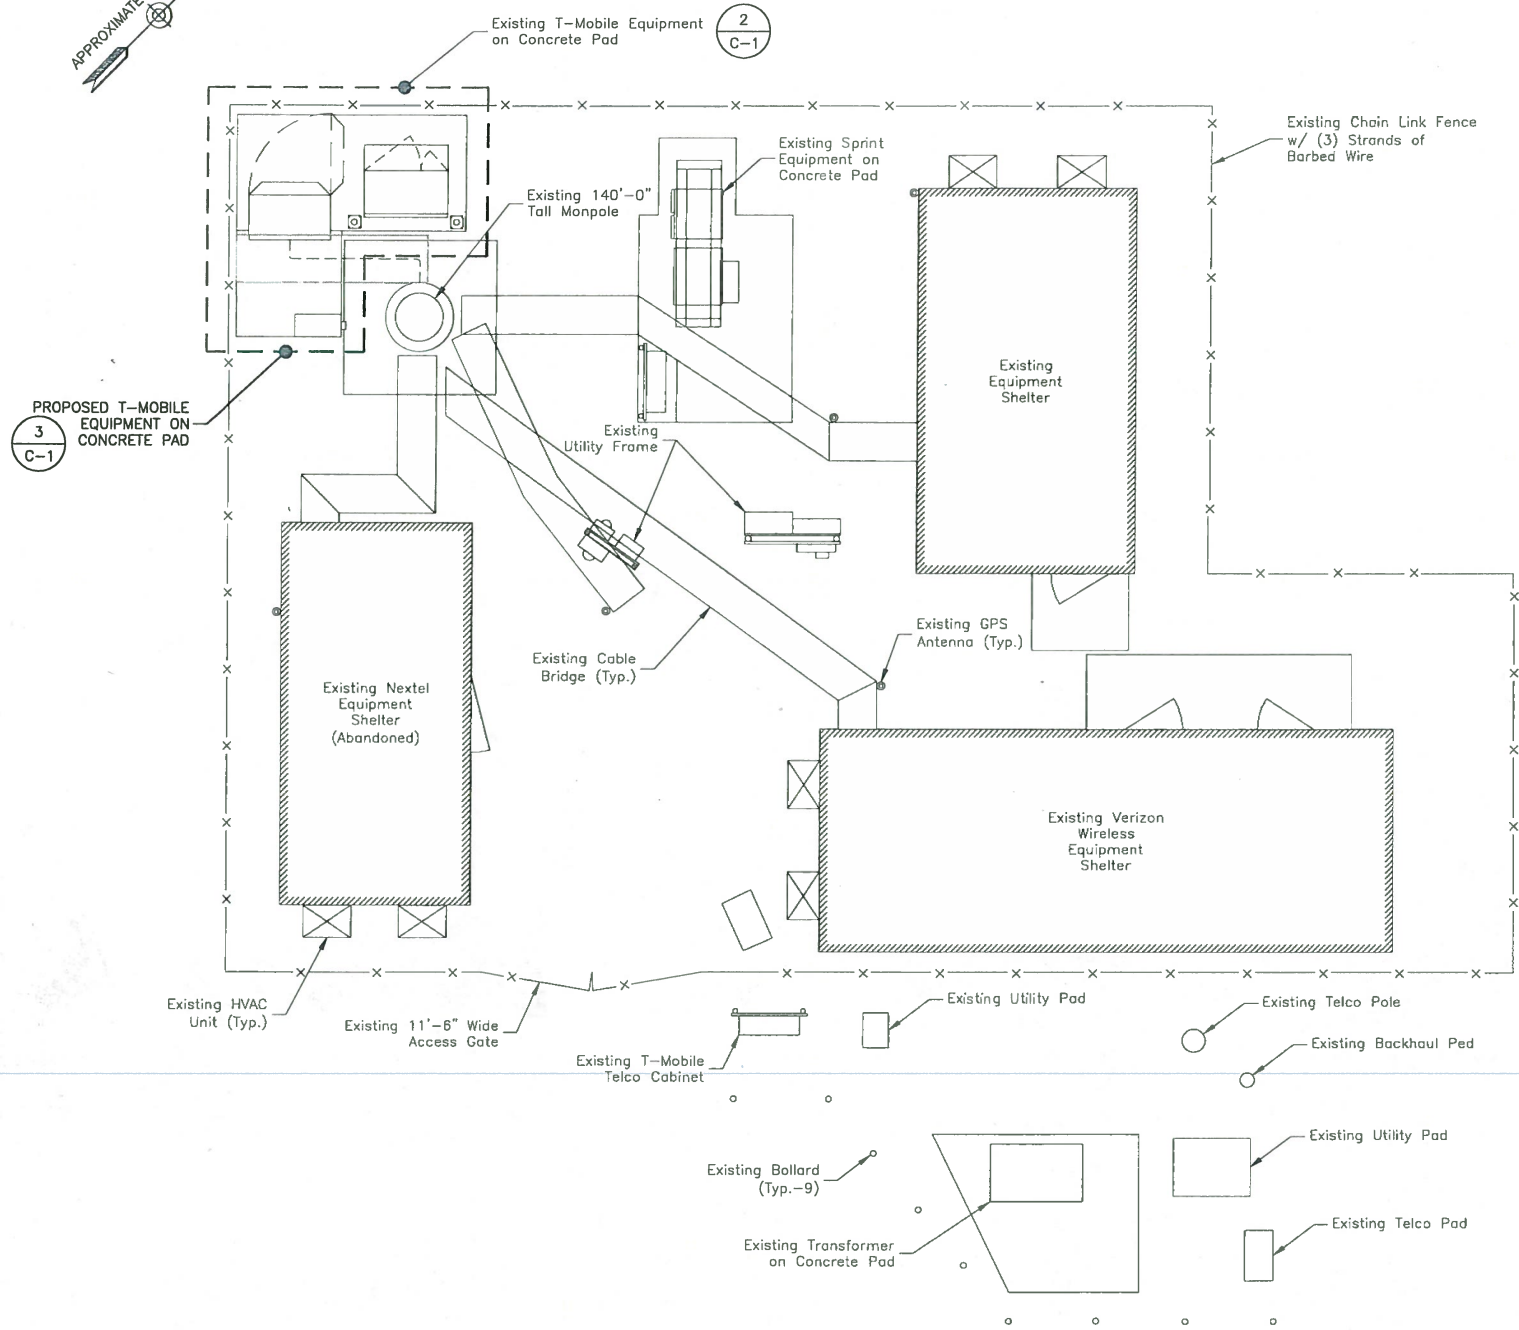 APPROXIMATE
Existing T-Mobile Equipment
on Concrete Pad
2
C-1
Existing Chain Link Fence
w/ (3) Strands of
Barbed Wire
Existing Sprint
Equipment on
Concrete Pad
Existing 140'-0"
Tall Monpole
Existing
Equipment
Shelter
PROPOSED T-MOBILE
EQUIPMENT ON
CONCRETE PAD
3
C-1
Existing
Utility Frame
Existing GPS
Antenna (Typ.)
Existing Cable
Bridge (Typ.)
Existing Nextel
Equipment
Shelter
(Abandoned)
Existing Verizon
Wireless
Equipment
Shelter
Existing HVAC
Unit (Typ.)
Existing 11'-6" Wide
Access Gate
Existing T-Mobile
Telco Cabinet
Existing Utility Pad
Existing Telco Pole
Existing Backhaul Ped
Existing Utility Pad
Existing Bollard
(Typ.-9)
Existing Telco Pad
Existing Transformer
on Concrete Pad